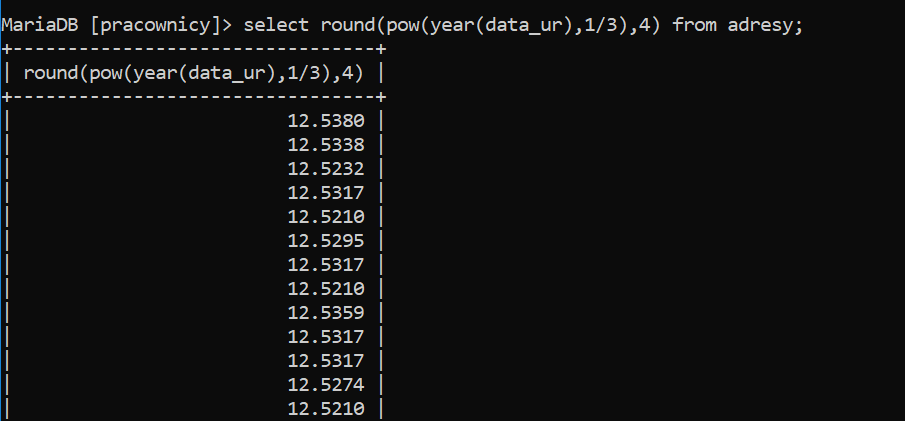 MariaDB [pracownicy]> select round(pow(year(data_ur),1/3),4) from adresy;
+---------------------------------+
| round(pow(year(data_ur),1/3),4) |
+---------------------------------+
|                         12.5380 |
|                         12.5338 |
|                         12.5232 |
|                         12.5317 |
|                         12.5210 |
|                         12.5295 |
|                         12.5317 |
|                         12.5210 |
|                         12.5359 |
|                         12.5317 |
|                         12.5317 |
|                         12.5274 |
|                         12.5210 |